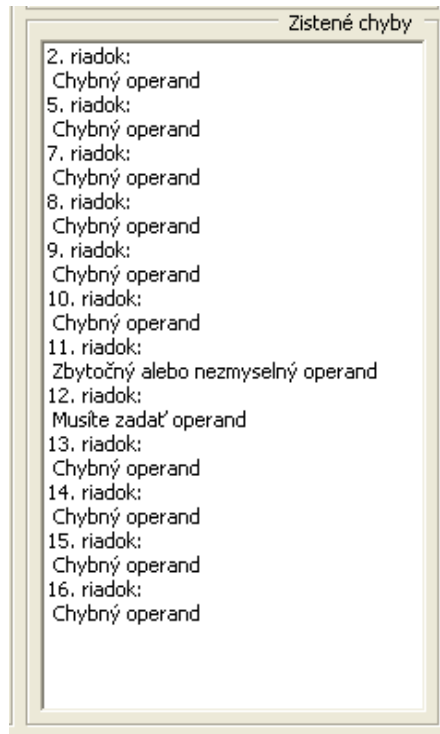 Zistené chyby
2. riadok:
Chybný operand
5. riadok:
Chybný operand
7. riadok:
Chybný operand
8. riadok:
Chybný operand
9. riadok:
Chybný operand
10. riadok:
Chybný operand
11. riadok:
Zbytočný alebo nezmyselný operand
12. riadok:
Musíte zadať operand
13. riadok:
Chybný operand
14. riadok:
Chybný operand
15. riadok:
Chybný operand
16. riadok:
Chybný operand